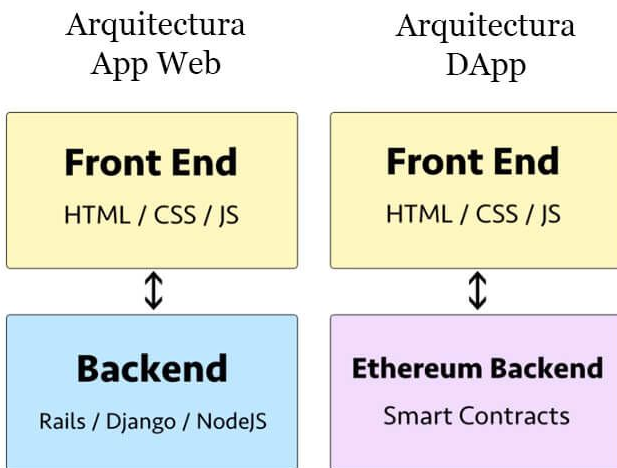 Arquitectura
App Web
Front End
HTML / CSS / JS
Backend
Rails / Django / NodeJS
Arquitectura
DApp
Front End
HTML / CSS / JS
Ethereum Backend
Smart Contracts